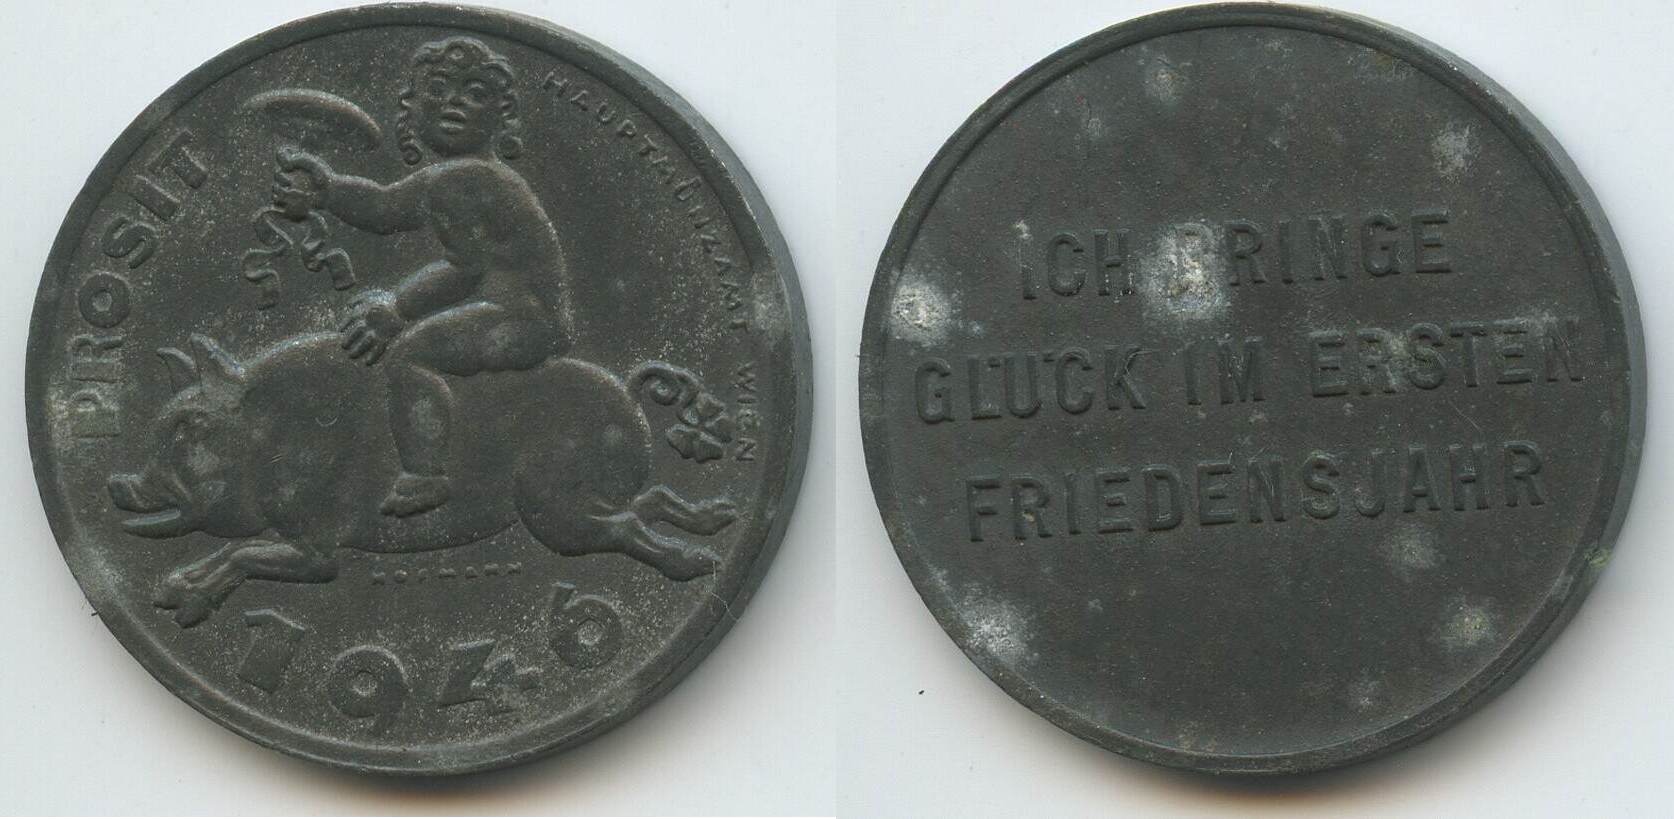 PROSIT
HAUPTMÜNZAMT WIEN
HOFMANN
1946
ICH BRINGE
GLÜCK IM ERSTEN
FRIEDENSJAHR